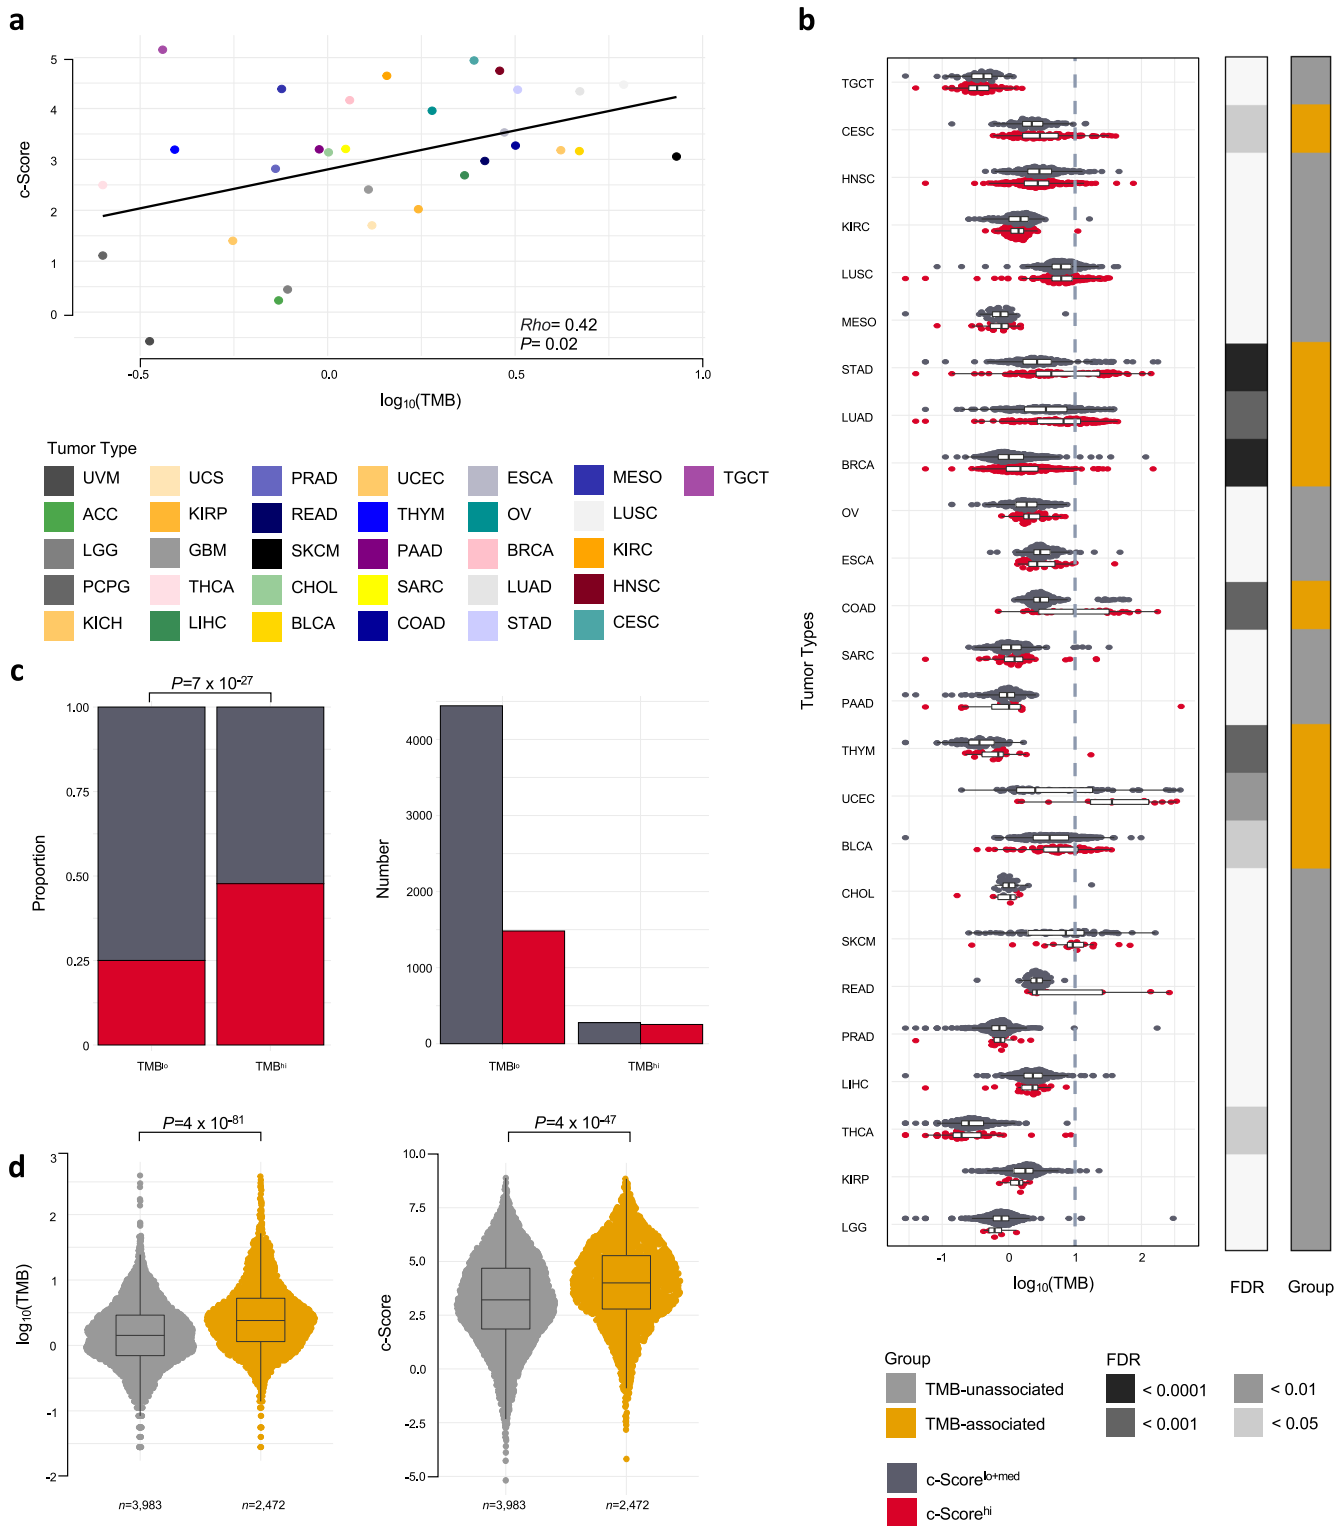 a
5
4
3
2
1
0
c-Score
Rho= 0.42
P= 0.02
-0.5
0.0
0.5
1.0
log10(TMB)
Tumor Type
UVM
UCS
PRAD
UCEC
ESCA
MESO
TGCT
ACC
KIRP
READ
THYM
OV
LUSC
LGG
GBM
SKCM
PAAD
BRCA
KIRC
PCPG
THCA
CHOL
SARC
LUAD
HNSC
KICH
LIHC
BLCA
COAD
STAD
CESC
b
TGCT
CESC
HNSC
KIRC
LUSC
MESO
STAD
LUAD
BRCA
OV
ESCA
COAD
SARC
PAAD
THYM
UCEC
BLCA
CHOL
SKCM
READ
PRAD
LIHC
THCA
KIRP
LGG
Tumor Types
-1
0
1
2
log10(TMB)
FDR
Group
Group
TMB-unassociated
TMB-associated
FDR
< 0.0001
< 0.01
< 0.001
< 0.05
c-Score lo+med
c-Score hi
c
P=7 x 10-27
1.00
0.75
0.50
0.25
0
Proportion
TMBlo
TMBhi
4000
3000
2000
1000
0
Number
TMBlo
TMBhi
d
P=4 x 10-81
3
2
1
0
-1
-2
log10(TMB)
n=3,983
n=2,472
P=4 x 10-47
10.0
7.5
5.0
2.5
0.0
-2.5
-5.0
c-Score
n=3,983
n=2,472